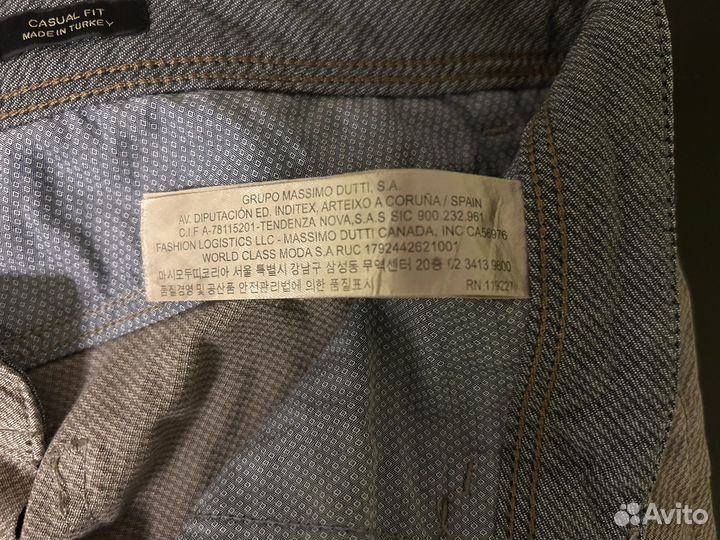 CASUAL FIT
MADE IN TURKEY
GRUPO MASSIMO DUTTI, S.A.
AV. DIPUTACIÓN ED. INDITEX, ARTEIXO A CORUÑA / SPAIN
C.I.F A-78115201-TENDENZA NOVA,S.A.S SIC 900.232.961
FASHION LOGISTICS LLC - MASSIMO DUTTI CANADA, INC CA56976
WORLD CLASS MODA S.A RUC 1792442621001
마시모두띠코리아 서울 특별시 강남구 삼성동 무역센터 20층 02 3413 9800
품질경영 및 공산품 안전관리법에 의한 품질표시 RN 119227
Avito